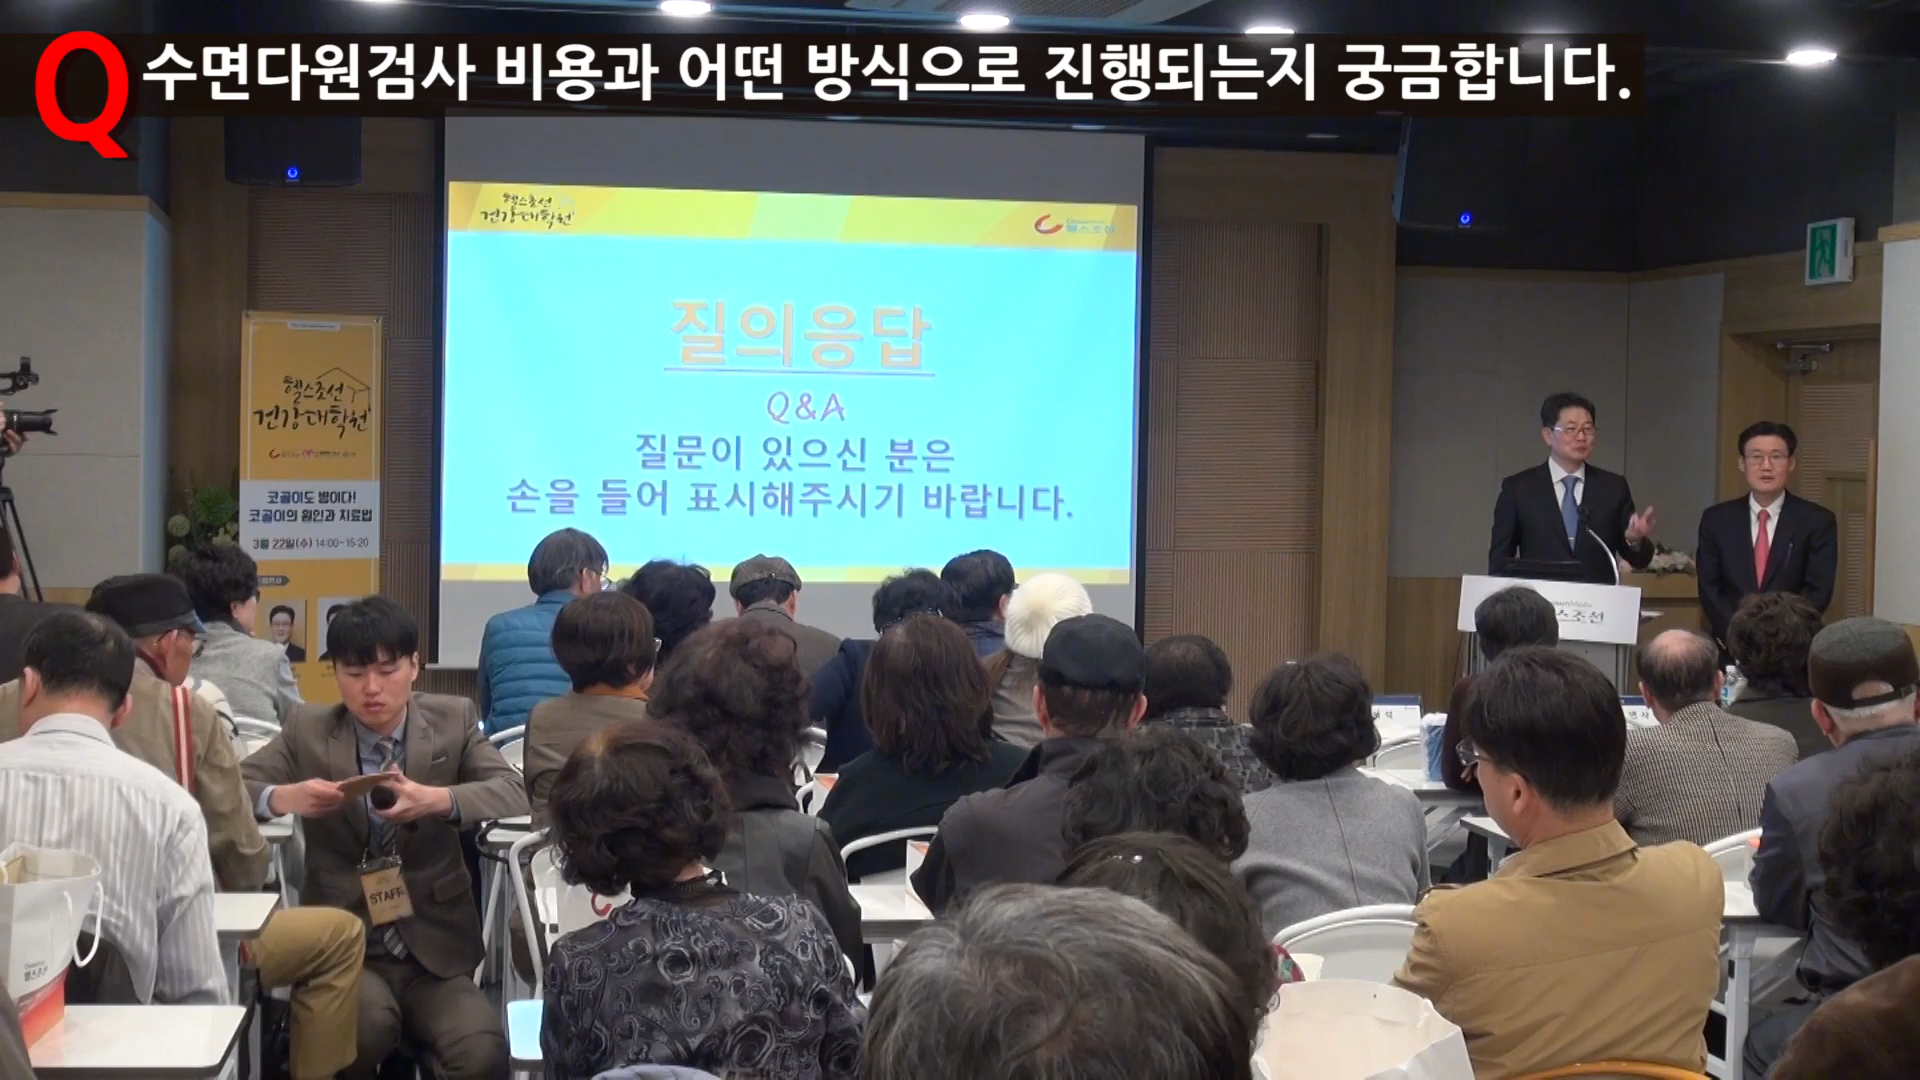 Q 수면다원검사 비용과 어떤 방식으로 진행되는지 궁금합니다.
헬스조선
건강대학원
헬스조선
질의응답
Q&A
질문이 있으신 분은
손을 들어 표시해주시기 바랍니다.
헬스조선
건강대학원
코골이도 병이다!
코골이의 원인과 치료법
3월 22일(수) 14:00~15:20
STAFF
헬스조선